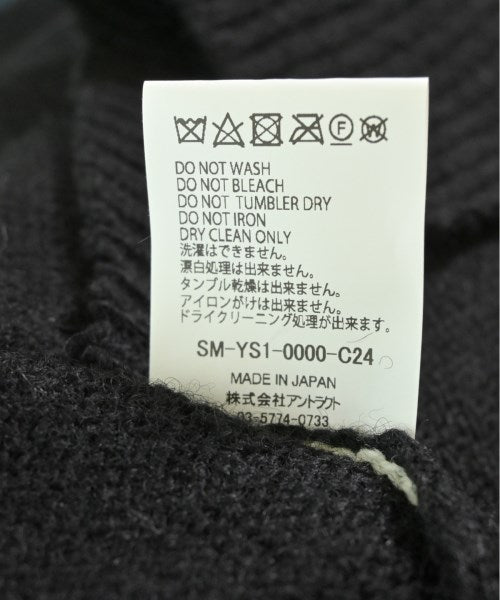 F W
DO NOT WASH
DO NOT BLEACH
DO NOT TUMBLER DRY
DO NOT IRON
DRY CLEAN ONLY
洗濯はできません。
漂白処理は出来ません。
タンブル乾燥は出来ません。
アイロンがけは出来ません。
ドライクリーニング処理が出来ます。
SM-YS1-0000-C24
MADE IN JAPAN
株式会社アントラクト
03-5774-0733